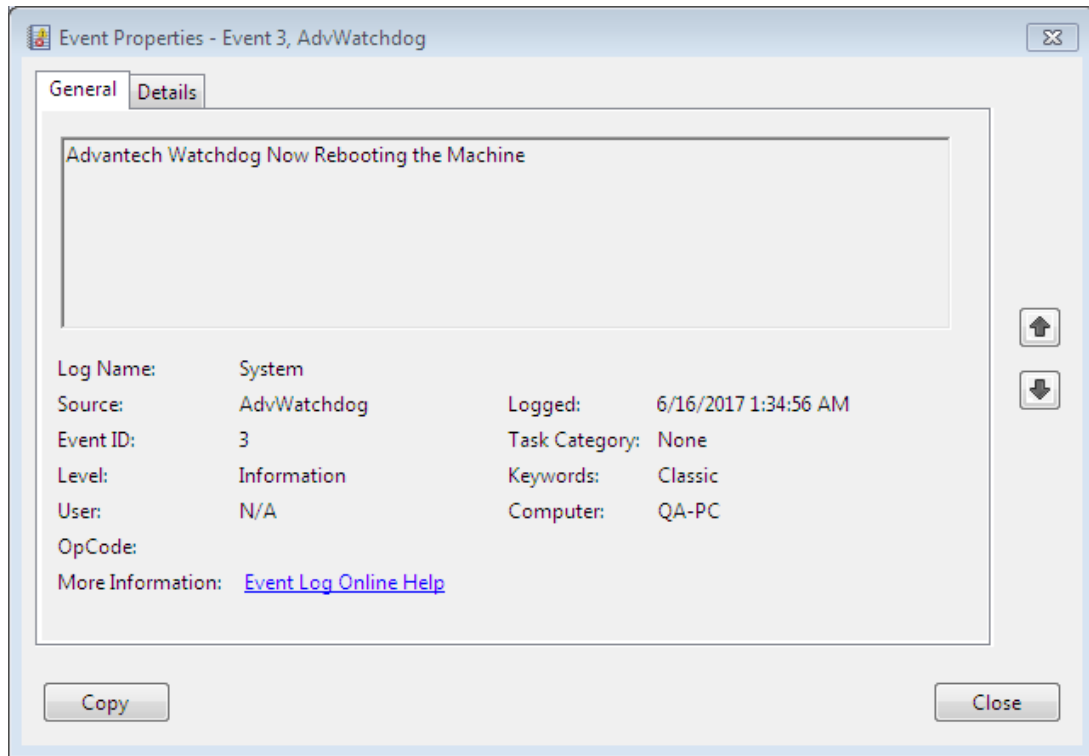 Event Properties - Event 3, AdvWatchdog
General Details
Advantech Watchdog Now Rebooting the Machine
Log Name: System
Source: AdvWatchdog Logged: 6/16/2017 1:34:56 AM
Event ID: 3 Task Category: None
Level: Information Keywords: Classic
User: N/A Computer: QA-PC
OpCode:
More Information: Event Log Online Help
Copy Close